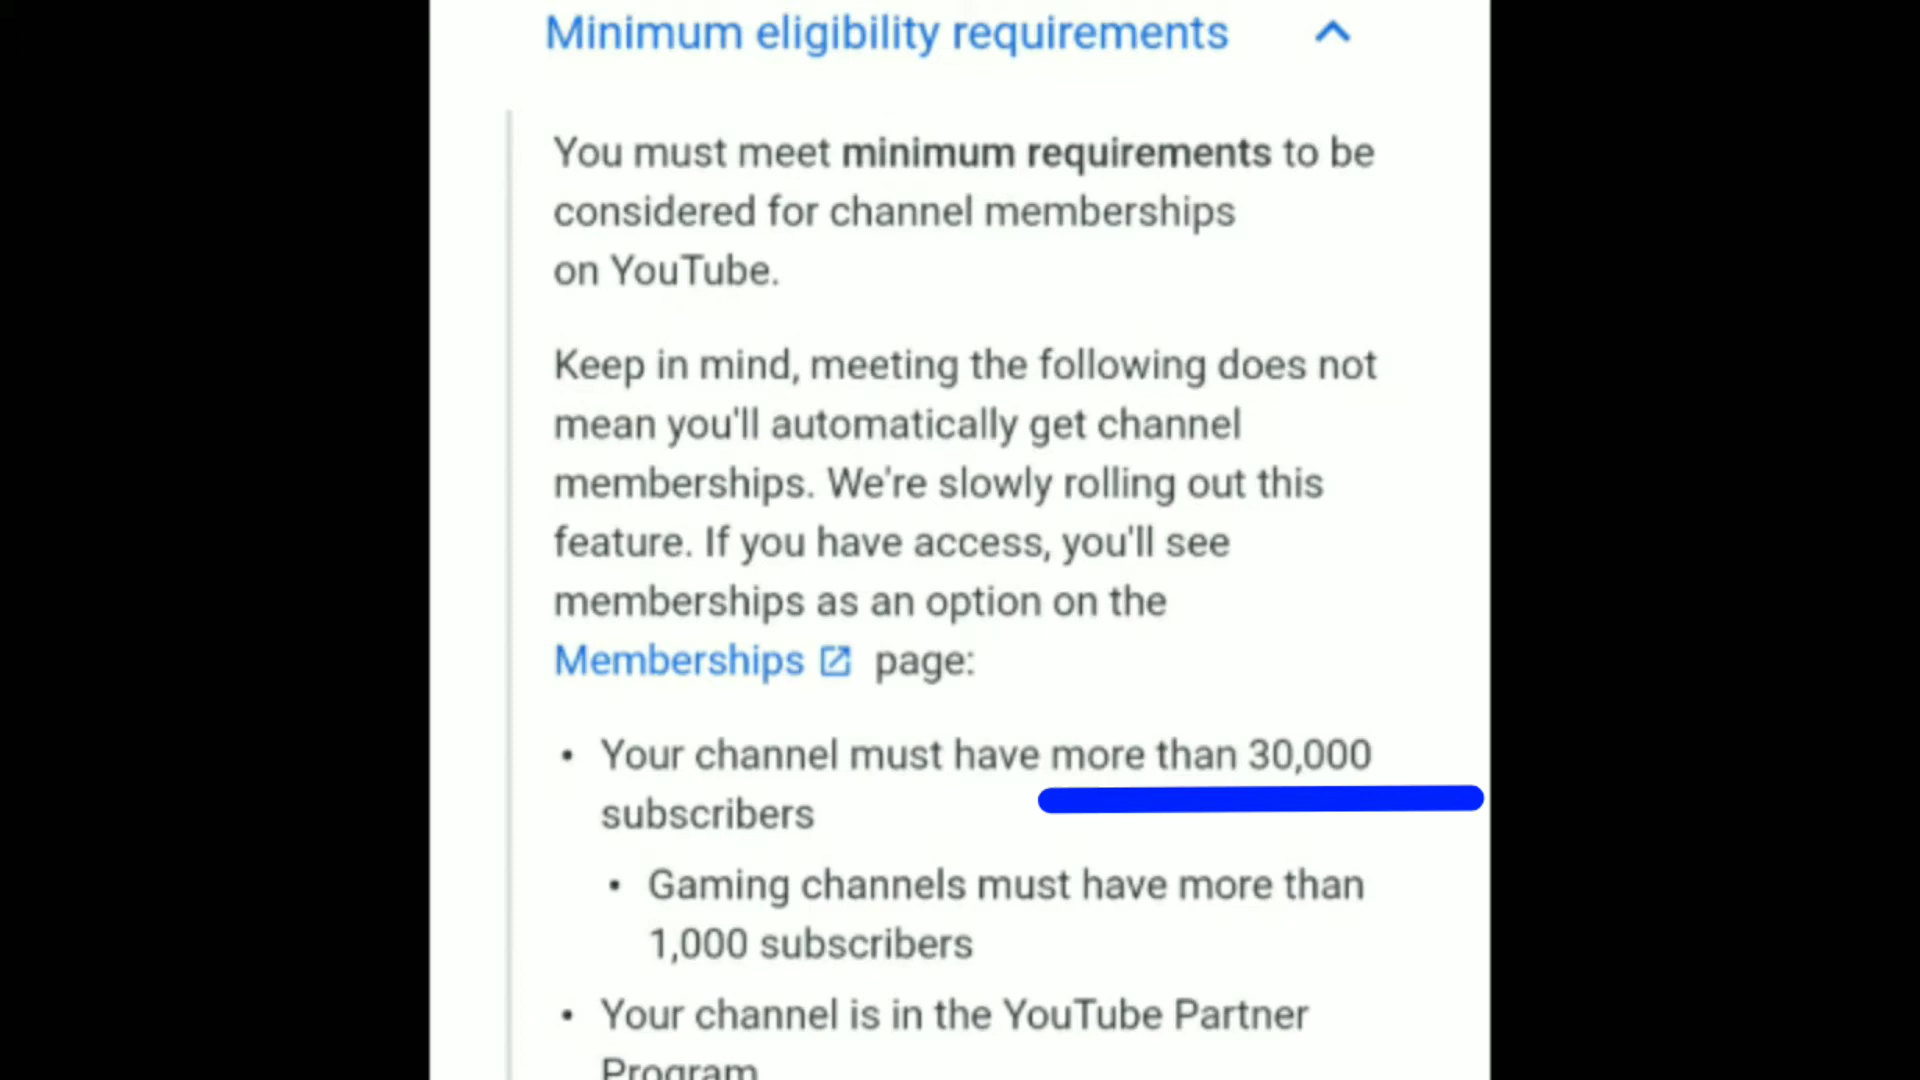 Minimum eligibility requirements
You must meet minimum requirements to be
considered for channel memberships
on YouTube.
Keep in mind, meeting the following does not
mean you'll automatically get channel
memberships. We're slowly rolling out this
feature. If you have access, you'll see
memberships as an option on the
Memberships page:
• Your channel must have more than 30,000
subscribers
• Gaming channels must have more than
1,000 subscribers
• Your channel is in the YouTube Partner
Program